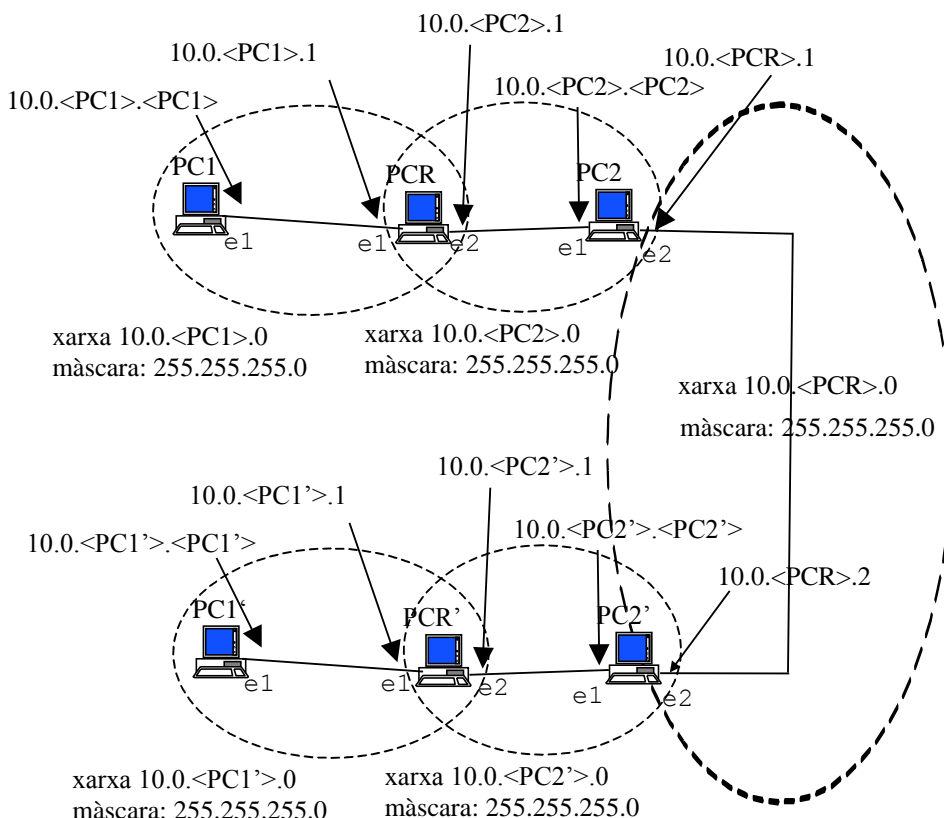 10.0.<PC2>.1
10.0.<PC1>.1
10.0.<PCR>.1
10.0.<PC1>.<PC1>
10.0.<PC2>.<PC2>
PC1
PCR
PC2
e1
e1
e2
e1
e2
xarxa 10.0.<PC1>.0
màscara: 255.255.255.0
xarxa 10.0.<PC2>.0
màscara: 255.255.255.0
xarxa 10.0.<PCR>.0
màscara: 255.255.255.0
10.0.<PC2’>.1
10.0.<PC1’>.1
10.0.<PC2’>.<PC2’>
10.0.<PC1’>.<PC1’>
10.0.<PCR>.2
PC1‘
PCR’
PC2’
e1
e1
e2
e1
e2
xarxa 10.0.<PC1’>.0
màscara: 255.255.255.0
xarxa 10.0.<PC2’>.0
màscara: 255.255.255.0